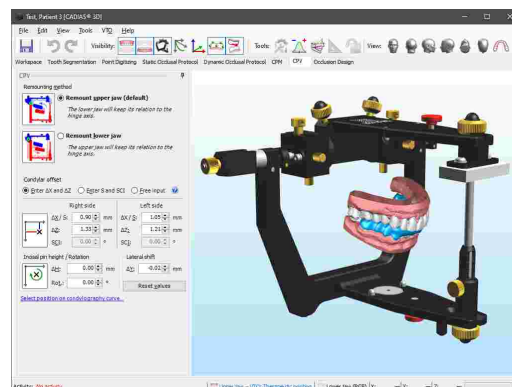 Test, Patient 3 [CADIAS® 3D]
File Edit View Tools VTO Help
Visibility: Tools: View:
Workspace Tooth Segmentation Point Digitizing Static Occlusal Protocol Dynamic Occlusal Protocol CPM CPV Occlusion Design
CPV
Remounting method
Remount upper jaw (default)
The lower jaw will keep its relation to the
hinge axis.
Remount lower jaw
The upper jaw will keep its relation to the
hinge axis.
Condylar offset
Enter ΔX and ΔZ Enter S and SCI Free input
Right side Left side
ΔX / S: 0.90 mm ΔX / S: 1.05 mm
ΔZ: 1.33 mm ΔZ: 1.21 mm
SCI: 0.00 ° SCI: 0.00 °
Incisal pin height / Rotation Lateral shift
ΔH: 0.00 mm ΔY: -0.02 mm
Rot.: 0.00 ° Reset values
Select position on condylography curve...
Activity: No activity
X: Y: Z: